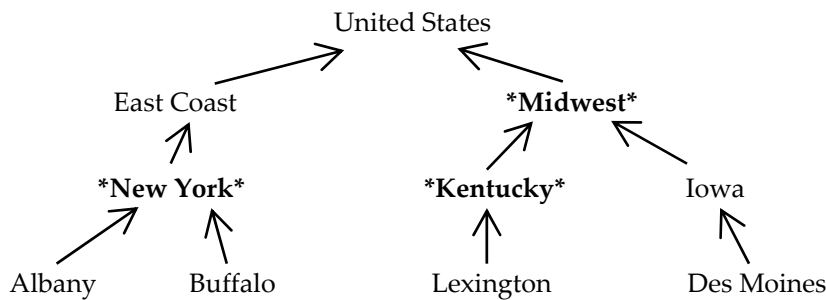 United States
East Coast *Midwest*
*New York* *Kentucky* Iowa
Albany Buffalo Lexington Des Moines